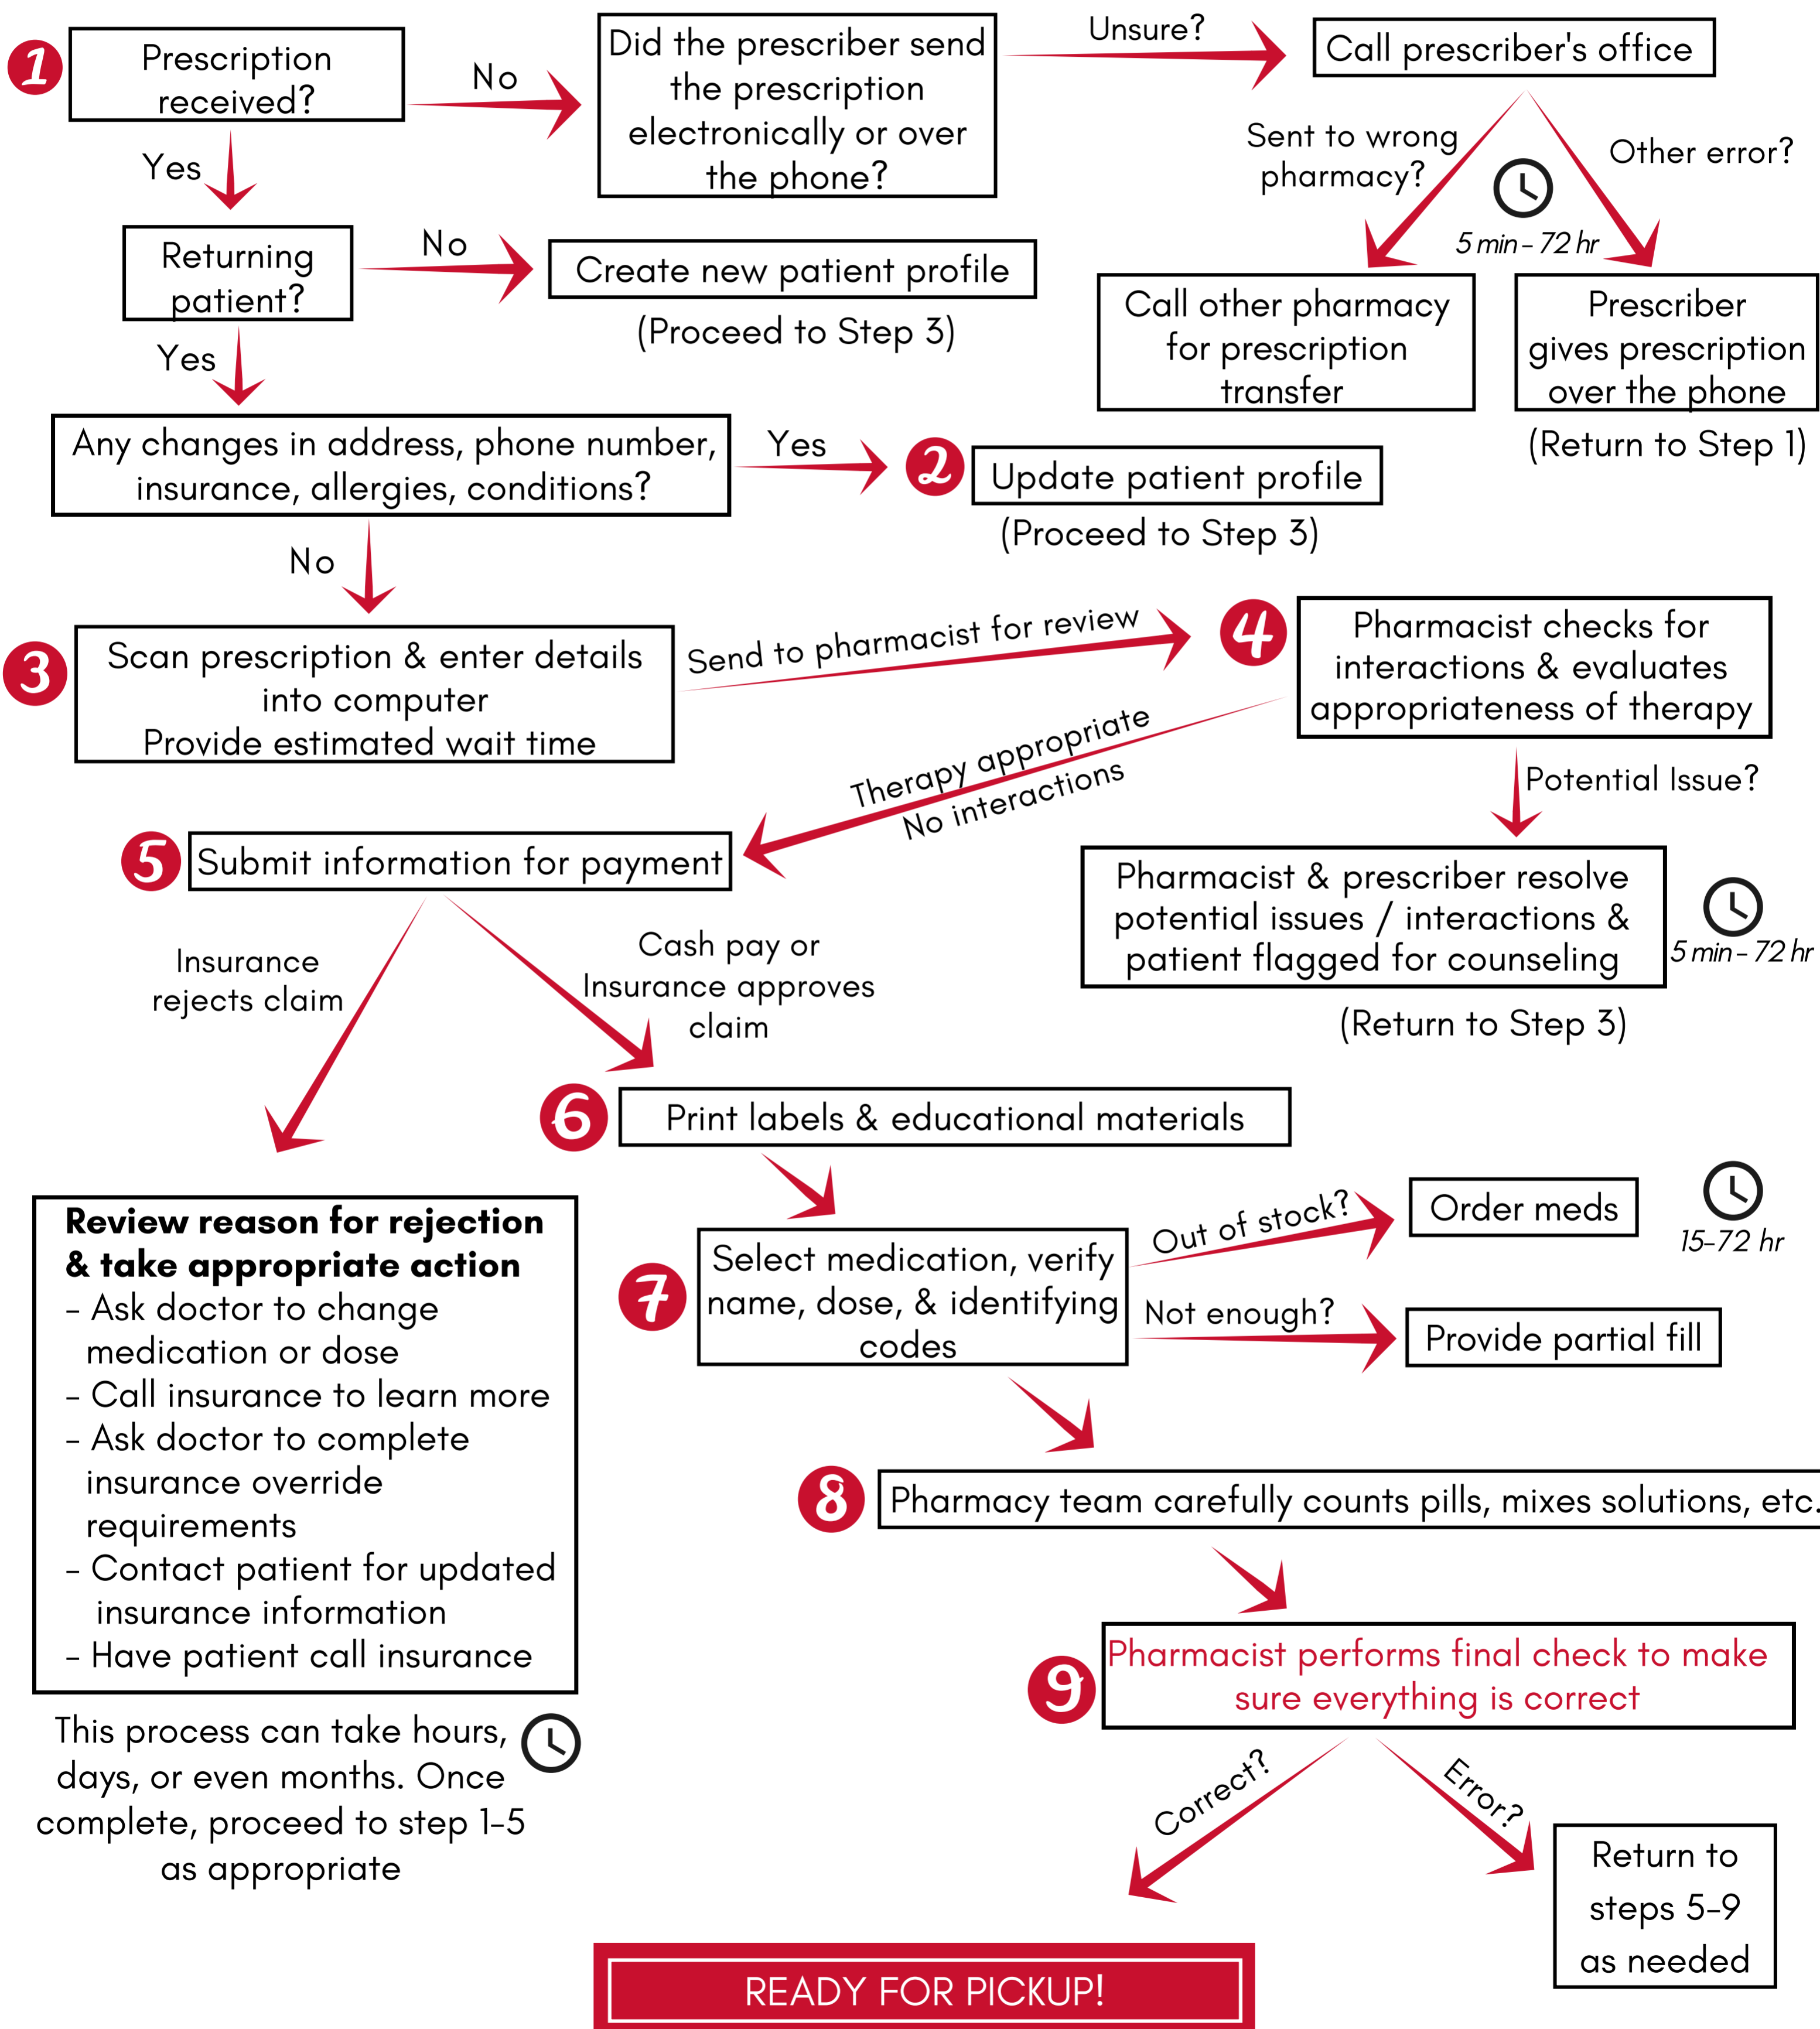 1
Prescription
received?
No
Did the prescriber send
the prescription
electronically or over
the phone?
Unsure?
Call prescriber's office
Sent to wrong
pharmacy?
Other error?
5 min - 72 hr
Call other pharmacy
for prescription
transfer
Prescriber
gives prescription
over the phone
(Return to Step 1)
Yes
Returning
patient?
No
Create new patient profile
(Proceed to Step 3)
Yes
Any changes in address, phone number,
insurance, allergies, conditions?
Yes
2
Update patient profile
(Proceed to Step 3)
No
3
Scan prescription & enter details
into computer
Provide estimated wait time
Send to pharmacist for review
4
Pharmacist checks for
interactions & evaluates
appropriateness of therapy
Potential Issue?
Pharmacist & prescriber resolve
potential issues / interactions &
patient flagged for counseling
5 min - 72 hr
(Return to Step 3)
Therapy appropriate
No interactions
5
Submit information for payment
Insurance
rejects claim
Cash pay or
Insurance approves
claim
Review reason for rejection
& take appropriate action
- Ask doctor to change
medication or dose
- Call insurance to learn more
- Ask doctor to complete
insurance override
requirements
- Contact patient for updated
insurance information
- Have patient call insurance
This process can take hours,
days, or even months. Once
complete, proceed to step 1-5
as appropriate
6
Print labels & educational materials
7
Select medication, verify
name, dose, & identifying
codes
Out of stock?
Order meds
15-72 hr
Not enough?
Provide partial fill
8
Pharmacy team carefully counts pills, mixes solutions, etc.
9
Pharmacist performs final check to make
sure everything is correct
Correct?
Error?
Return to
steps 5-9
as needed
READY FOR PICKUP!